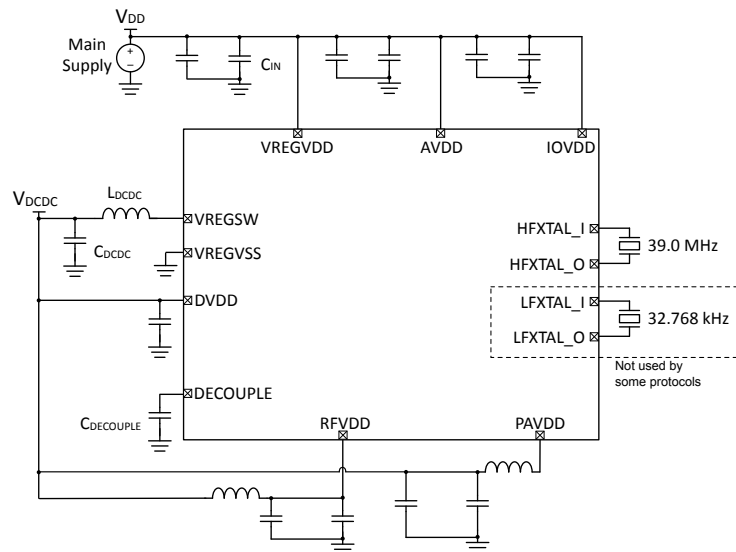 VDD
Main
Supply
+
−
CIN
VREGVDD
AVDD
IOVDD
VDCDC
LDCDC
VREGSW
CDCDC
VREGVSS
DVDD
DECOUPLE
CDECOUPLE
HFXTAL_I
39.0 MHz
HFXTAL_O
LFXTAL_I
32.768 kHz
LFXTAL_O
Not used by
some protocols
RFVDD
PAVDD